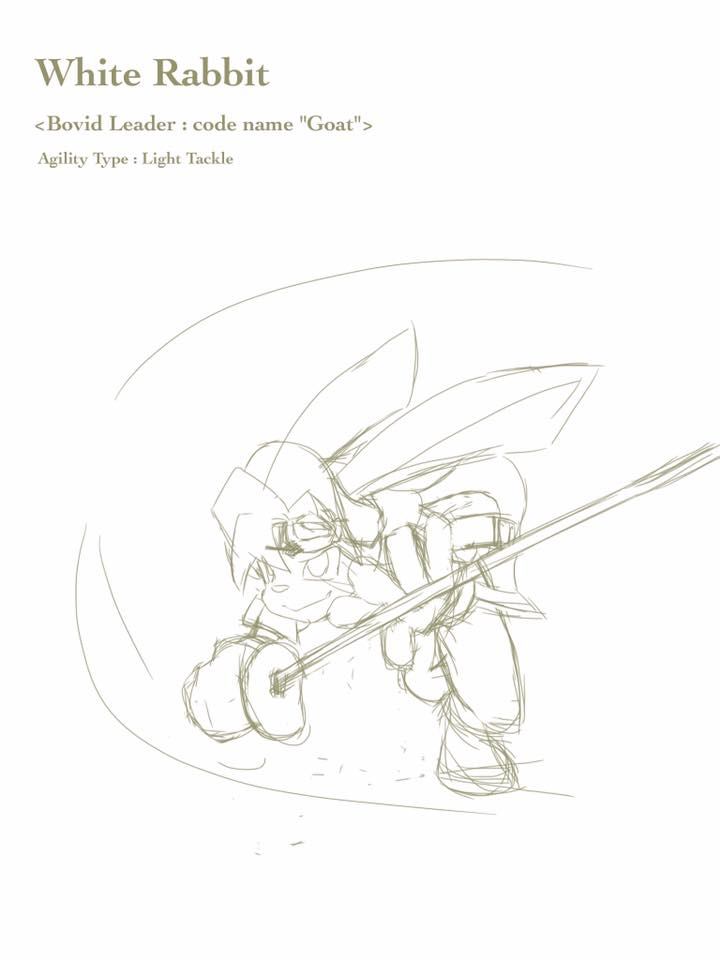 White Rabbit
<Bovid Leader : code name "Goat">
Agility Type : Light Tackle